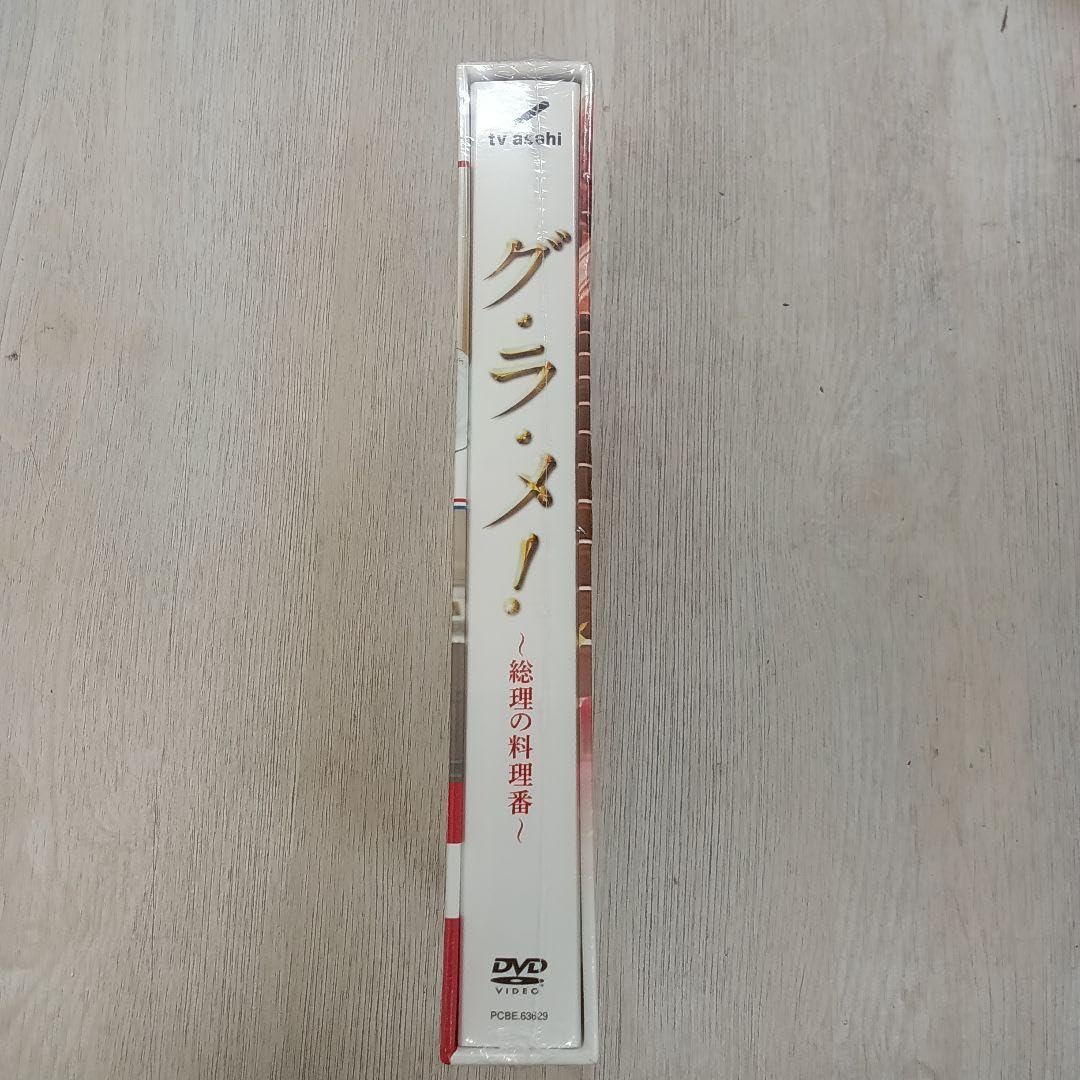 tv asahi
グ・ラ・メ!
～総理の料理番～
DVD
VIDEO
PCBE.63629